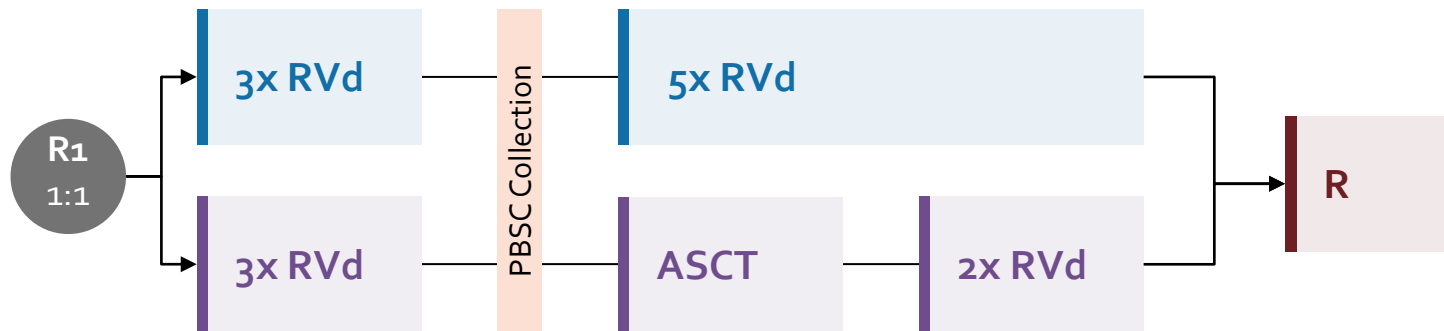 R1
1:1
3x RVd
PBSC Collection
5x RVd
3x RVd
ASCT
2x RVd
R